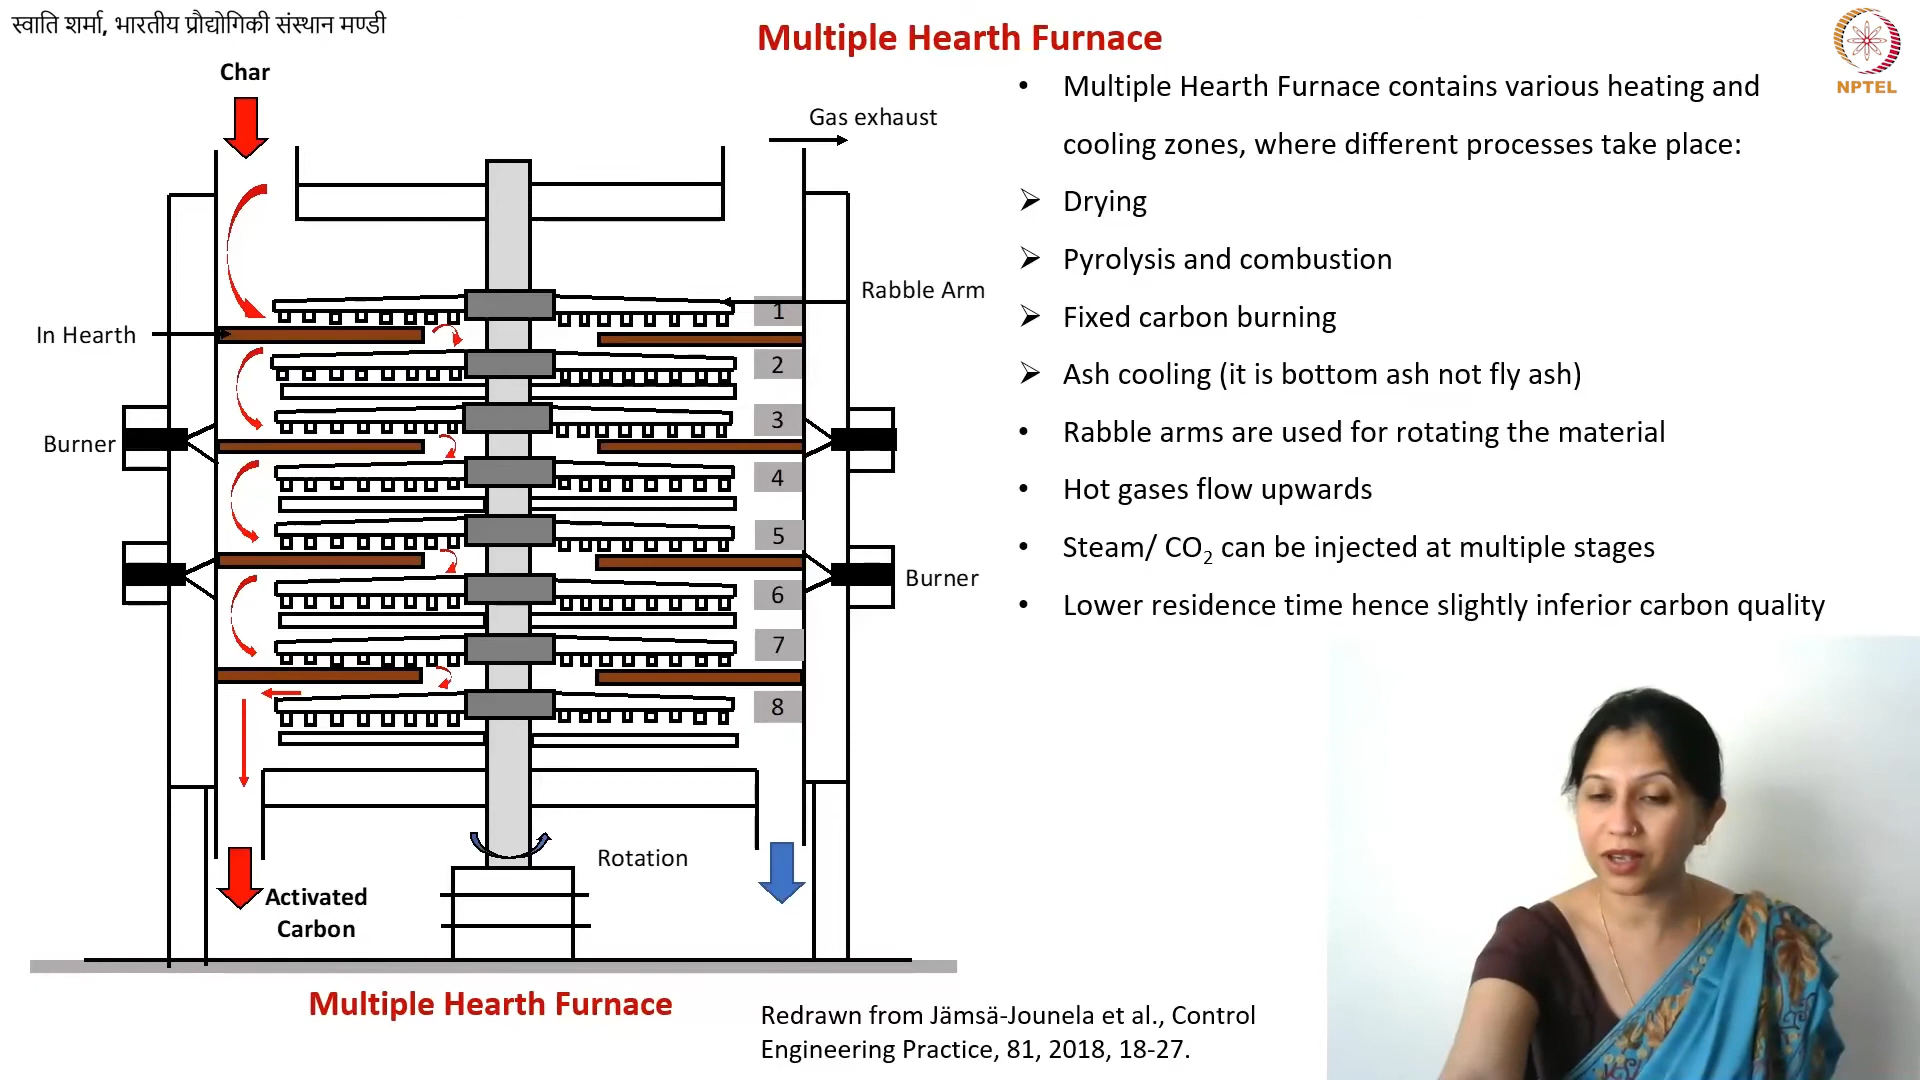 स्वाति शर्मा, भारतीय प्रौद्योगिकी संस्थान मण्डी
Multiple Hearth Furnace
NPTEL
Char
Gas exhaust
Rabble Arm
In Hearth
Burner
Burner
1
2
3
4
5
6
7
8
Rotation
Activated
Carbon
Multiple Hearth Furnace
• Multiple Hearth Furnace contains various heating and
cooling zones, where different processes take place:
➢ Drying
➢ Pyrolysis and combustion
➢ Fixed carbon burning
➢ Ash cooling (it is bottom ash not fly ash)
• Rabble arms are used for rotating the material
• Hot gases flow upwards
• Steam/ CO₂ can be injected at multiple stages
• Lower residence time hence slightly inferior carbon quality
Redrawn from Jämsä-Jounela et al., Control
Engineering Practice, 81, 2018, 18-27.